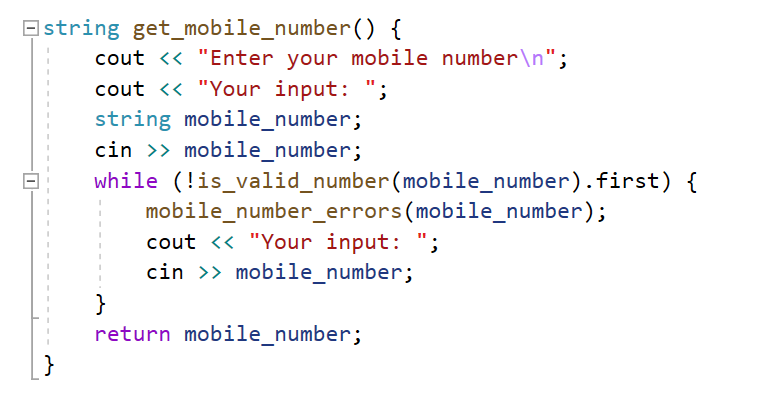 string get_mobile_number() {
    cout << "Enter your mobile number\n";
    cout << "Your input: ";
    string mobile_number;
    cin >> mobile_number;
    while (!is_valid_number(mobile_number).first) {
        mobile_number_errors(mobile_number);
        cout << "Your input: ";
        cin >> mobile_number;
    }
    return mobile_number;
}